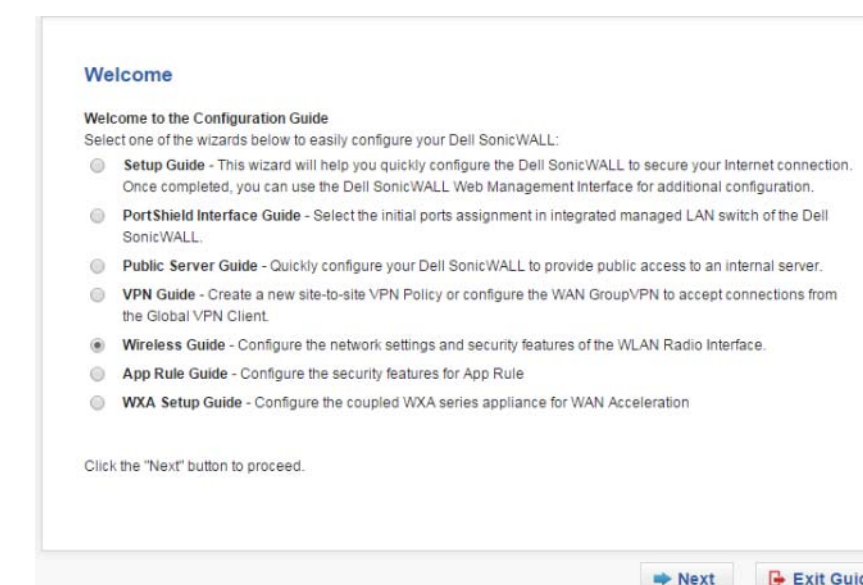 Welcome
Welcome to the Configuration Guide
Select one of the wizards below to easily configure your Dell SonicWALL:
Setup Guide - This wizard will help you quickly configure the Dell SonicWALL to secure your Internet connection.
Once completed, you can use the Dell SonicWALL Web Management Interface for additional configuration.
PortShield Interface Guide - Select the initial ports assignment in integrated managed LAN switch of the Dell
SonicWALL.
Public Server Guide - Quickly configure your Dell SonicWALL to provide public access to an internal server.
VPN Guide - Create a new site-to-site VPN Policy or configure the WAN GroupVPN to accept connections from
the Global VPN Client.
Wireless Guide - Configure the network settings and security features of the WLAN Radio Interface.
App Rule Guide - Configure the security features for App Rule
WXA Setup Guide - Configure the coupled WXA series appliance for WAN Acceleration
Click the "Next" button to proceed.
Next
Exit Guid